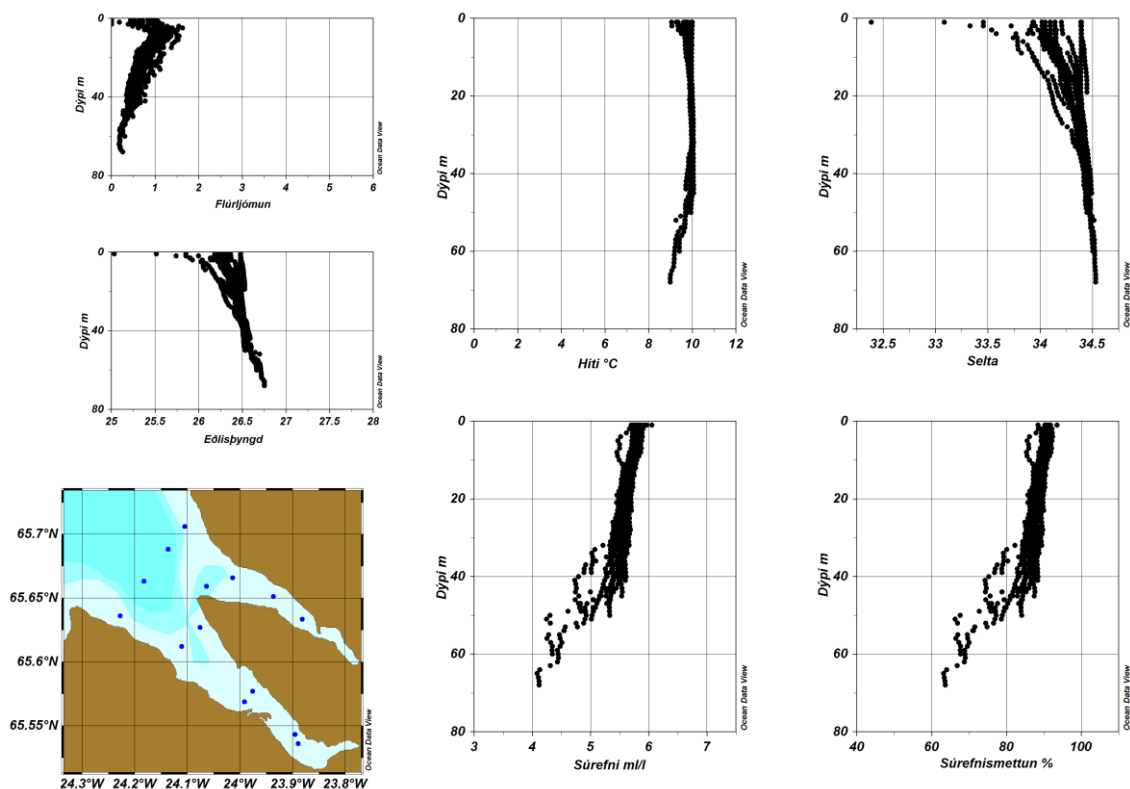 0
40
80
0 1 2 3 4 5 6
Dýpi m
Flúrljómun
Ocean Data View
0
40
80
25 25.5 26 26.5 27 27.5 28
Dýpi m
Eðlisþyngd
Ocean Data View
65.7°N
65.65°N
65.6°N
65.55°N
24.3°W 24.2°W 24.1°W 24°W 23.9°W 23.8°W
Ocean Data View
0
20
40
60
80
0 2 4 6 8 10 12
Dýpi m
Hiti °C
Ocean Data View
0
20
40
60
80
32.5 33 33.5 34 34.5
Dýpi m
Selta
Ocean Data View
0
20
40
60
80
3 4 5 6 7
Dýpi m
Súrefni ml/l
Ocean Data View
0
20
40
60
80
40 60 80 100
Dýpi m
Súrefnismettun %
Ocean Data View